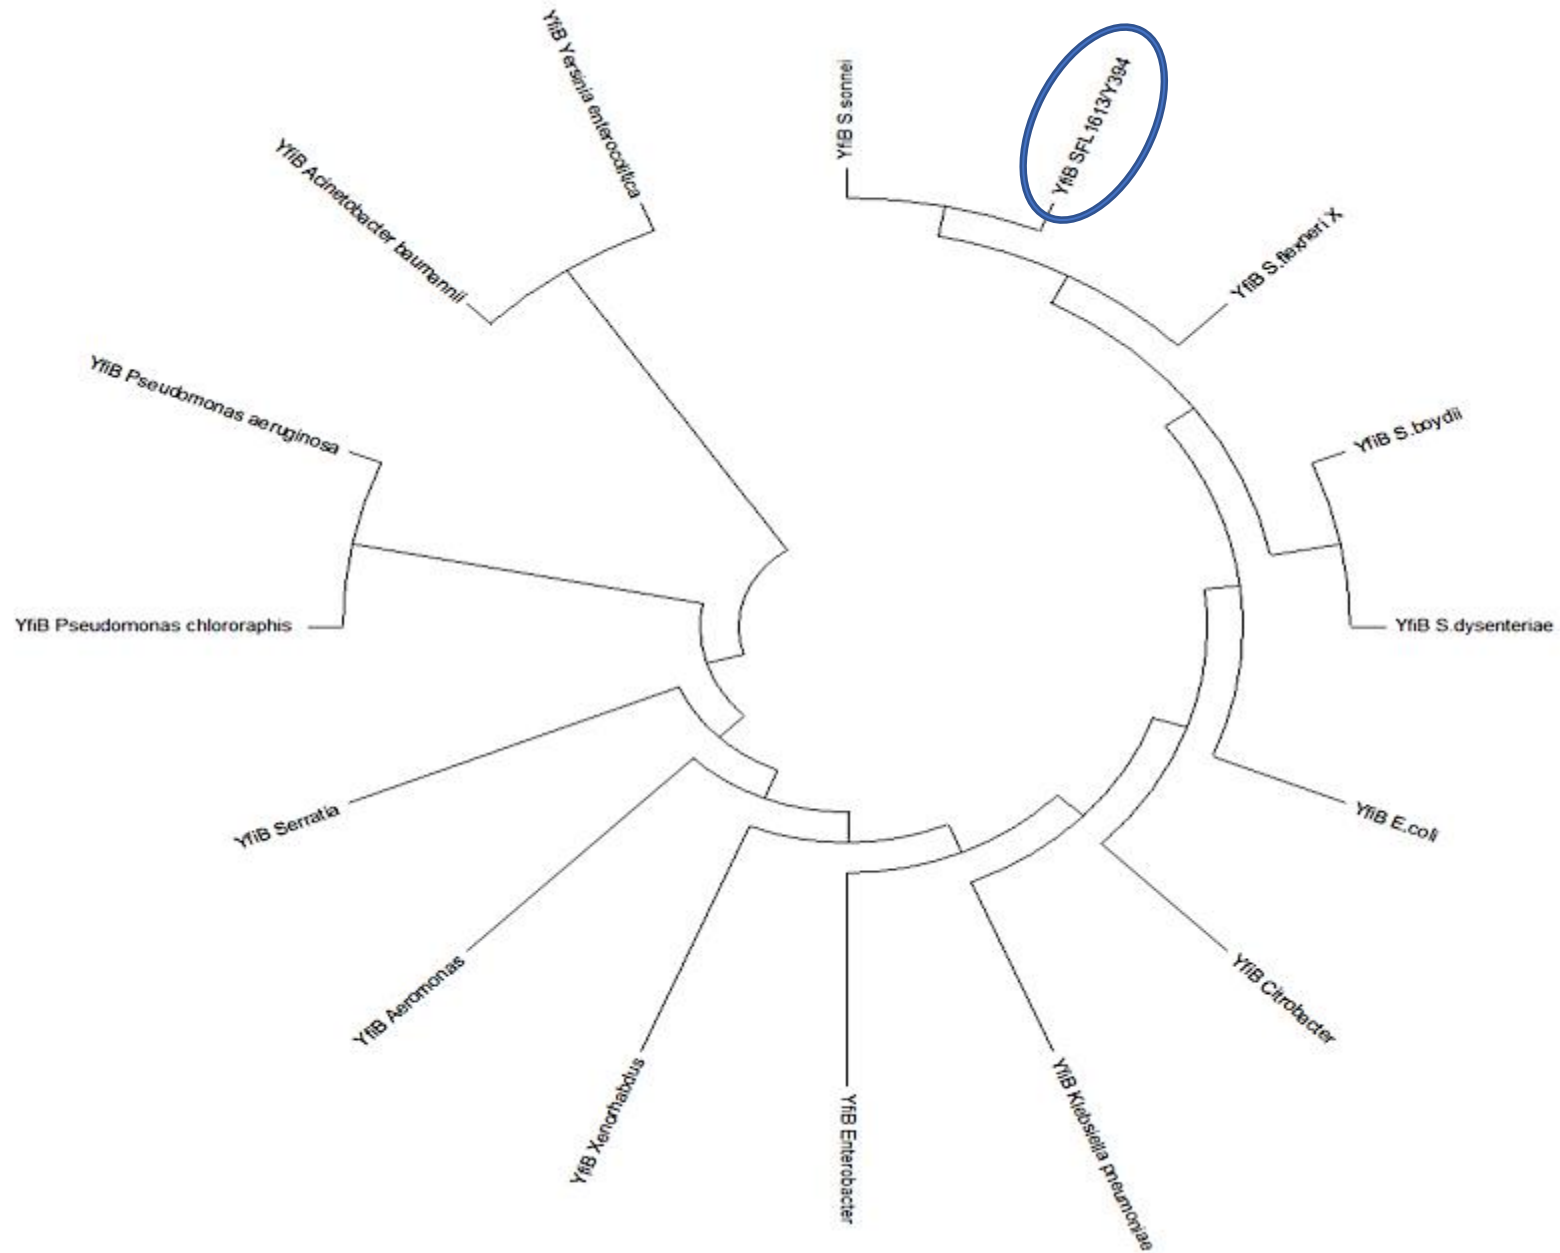 YfiB S.sonnei
YfiB SFL1613/Y394
YfiB S.flexneri X
YfiB S.boydii
YfiB S.dysenteriae
YfiB E.coli
YfiB Citrobacter
YfiB Klebsiella pneumoniae
YfiB Enterobacter
YfiB Xenorhabdus
YfiB Aeromonas
YfiB Serratia
YfiB Pseudomonas chlororaphis
YfiB Pseudomonas aeruginosa
YfiB Acinetobacter baumannii
YfiB Yersinia enterocolitica